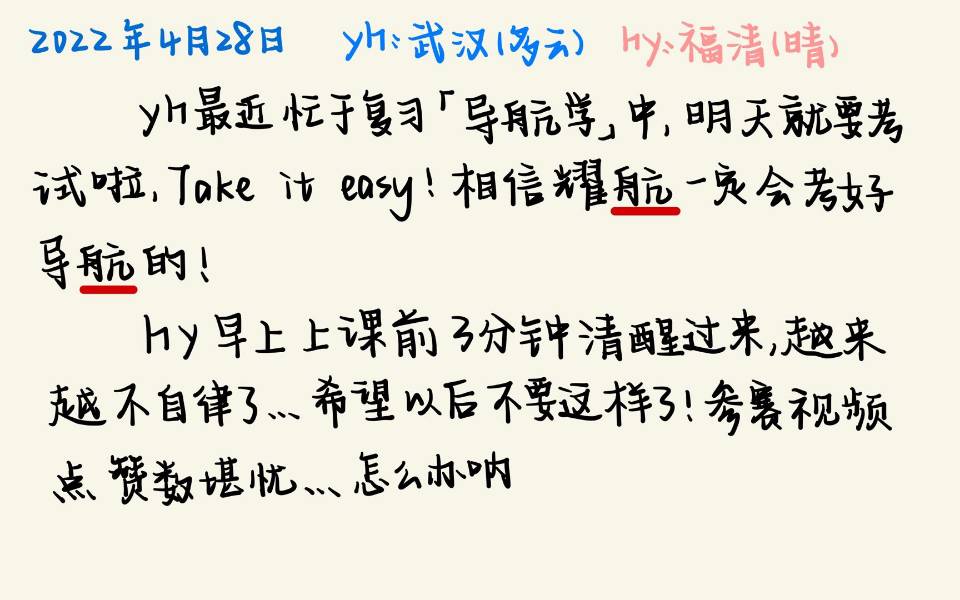 2022年4月28日 yh:武汉(多云) hy:福清(晴)
yh最近忙于复习「导航学」中,明天就要考
试啦,Take it easy!相信耀航一定会考好
导航的!
hy早上上课前3分钟清醒过来,越来
越不自律了...希望以后不要这样了!参赛视频
点赞数堪忧...怎么办呐